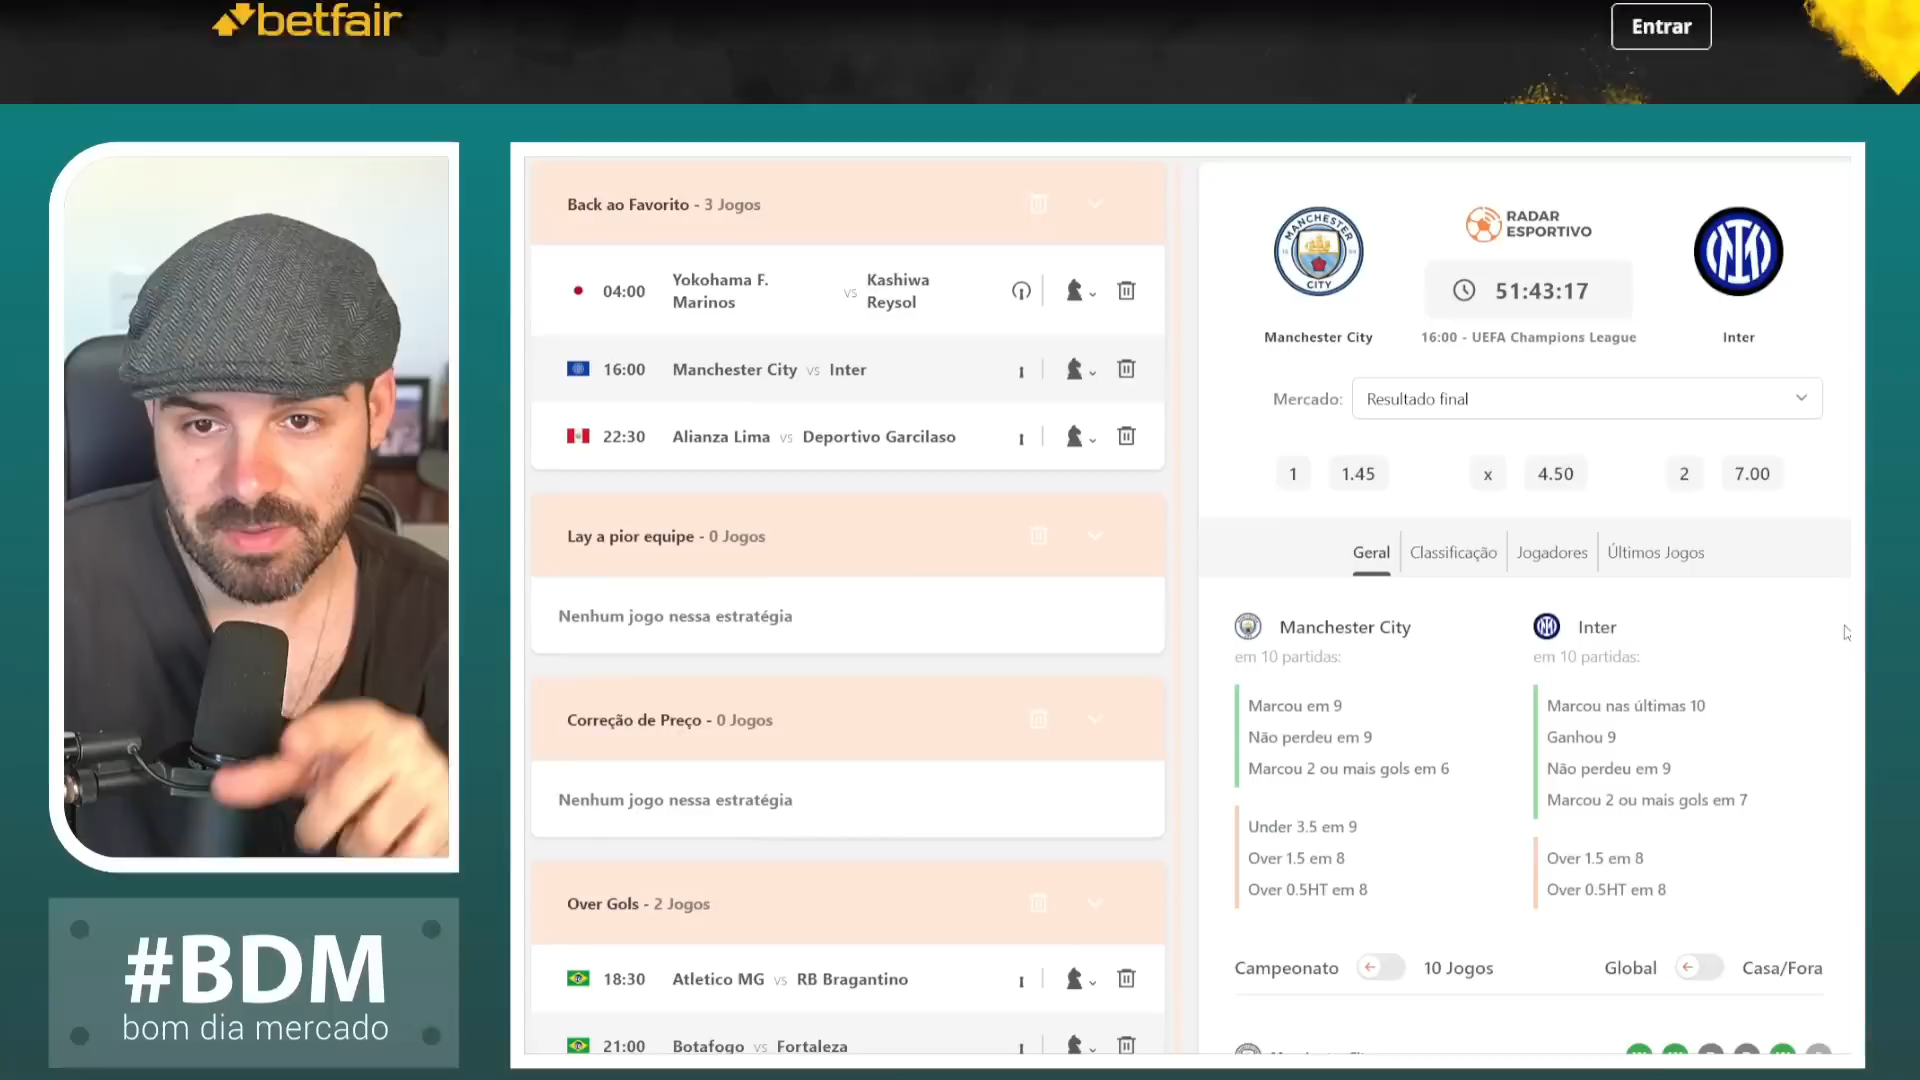 betfair
Entrar
Back ao Favorito - 3 Jogos
04:00 Yokohama F. Marinos vs Kashiwa Reysol
16:00 Manchester City vs Inter
22:30 Alianza Lima vs Deportivo Garcilaso
Lay a pior equipe - 0 Jogos
Nenhum jogo nessa estratégia
Correção de Preço - 0 Jogos
Nenhum jogo nessa estratégia
Over Gols - 2 Jogos
18:30 Atletico MG vs RB Bragantino
21:00 Botafogo vs Fortaleza
MANCHESTER
CITY
RADAR
ESPORTIVO
51:43:17
Manchester City
16:00 - UEFA Champions League
Inter
Mercado: Resultado final
1 1.45 x 4.50 2 7.00
Geral Classificação Jogadores Últimos Jogos
Manchester City
em 10 partidas:
Marcou em 9
Não perdeu em 9
Marcou 2 ou mais gols em 6
Under 3.5 em 9
Over 1.5 em 8
Over 0.5HT em 8
Inter
em 10 partidas:
Marcou nas últimas 10
Ganhou 9
Não perdeu em 9
Marcou 2 ou mais gols em 7
Over 1.5 em 8
Over 0.5HT em 8
Campeonato 10 Jogos Global Casa/Fora
#BDM
bom dia mercado